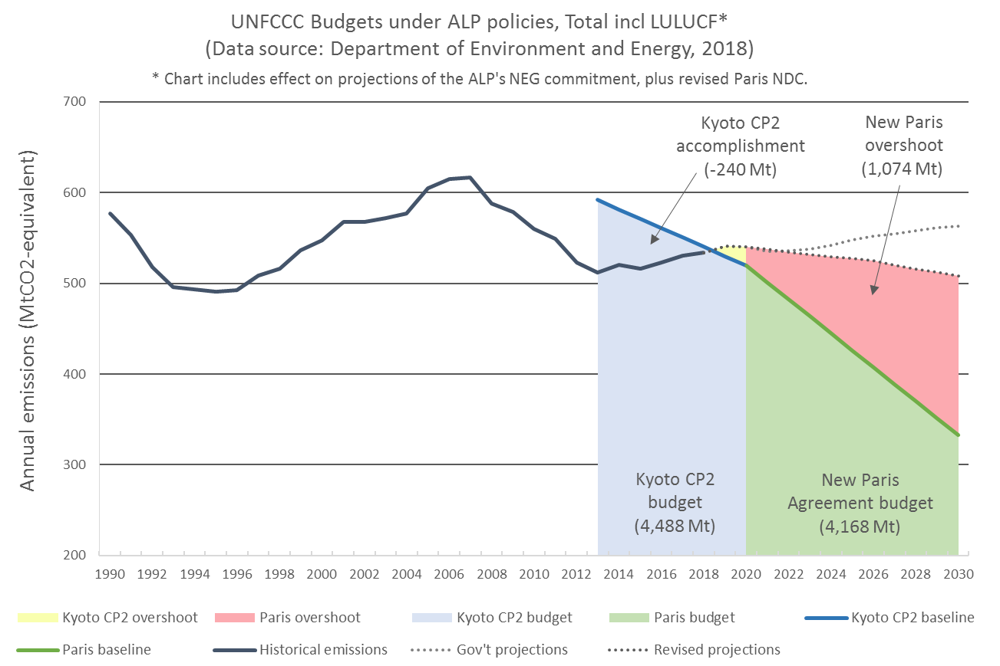 UNFCCC Budgets under ALP policies, Total incl LULUCF*
(Data source: Department of Environment and Energy, 2018)
* Chart includes effect on projections of the ALP's NEG commitment, plus revised Paris NDC.
Annual emissions (MtCO2-equivalent)
700
600
500
400
300
200
Kyoto CP2
accomplishment
(-240 Mt)
New Paris
overshoot
(1,074 Mt)
Kyoto CP2
budget
(4,488 Mt)
New Paris
Agreement budget
(4,168 Mt)
1990 1992 1994 1996 1998 2000 2002 2004 2006 2008 2010 2012 2014 2016 2018 2020 2022 2024 2026 2028 2030
Kyoto CP2 overshoot Paris overshoot Kyoto CP2 budget Paris budget Kyoto CP2 baseline
Paris baseline Historical emissions Gov't projections Revised projections